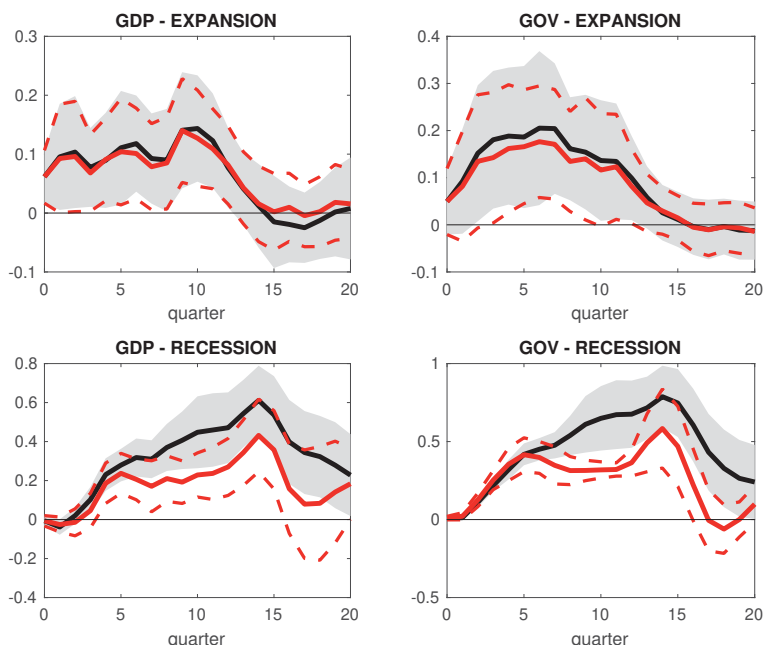 GDP - EXPANSION
0.3
0.2
0.1
0
-0.1
0 5 10 15 20
quarter
GOV - EXPANSION
0.4
0.3
0.2
0.1
0
-0.1
0 5 10 15 20
quarter
GDP - RECESSION
0.8
0.6
0.4
0.2
0
-0.2
-0.4
0 5 10 15 20
quarter
GOV - RECESSION
1
0.5
0
-0.5
0 5 10 15 20
quarter